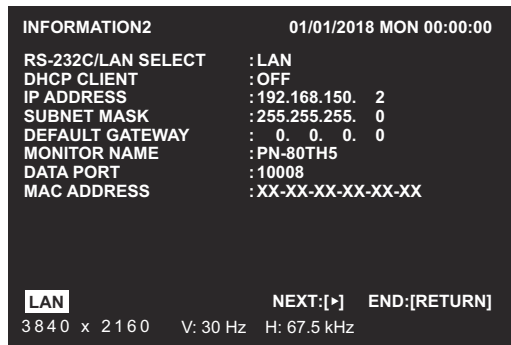 INFORMATION2 01/01/2018 MON 00:00:00
RS-232C/LAN SELECT :LAN
DHCP CLIENT :OFF
IP ADDRESS :192.168.150. 2
SUBNET MASK :255.255.255. 0
DEFAULT GATEWAY : 0. 0. 0. 0
MONITOR NAME :PN-80TH5
DATA PORT :10008
MAC ADDRESS :XX-XX-XX-XX-XX-XX
LAN NEXT:[▶] END:[RETURN]
3840 x 2160 V: 30 Hz H: 67.5 kHz